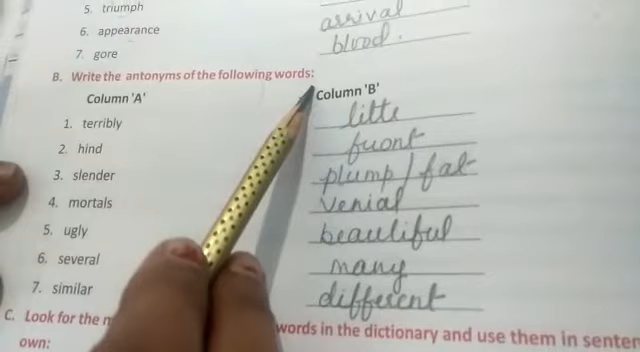 5. triumph
6. appearance arrival
7. gore blood.
B. Write the antonyms of the following words:
Column 'A' Column 'B'
1. terribly litte
2. hind front
3. slender plump / fat
4. mortals venial
5. ugly beautiful
6. several many
7. similar different
C. Look for the words in the dictionary and use them in senten
own: